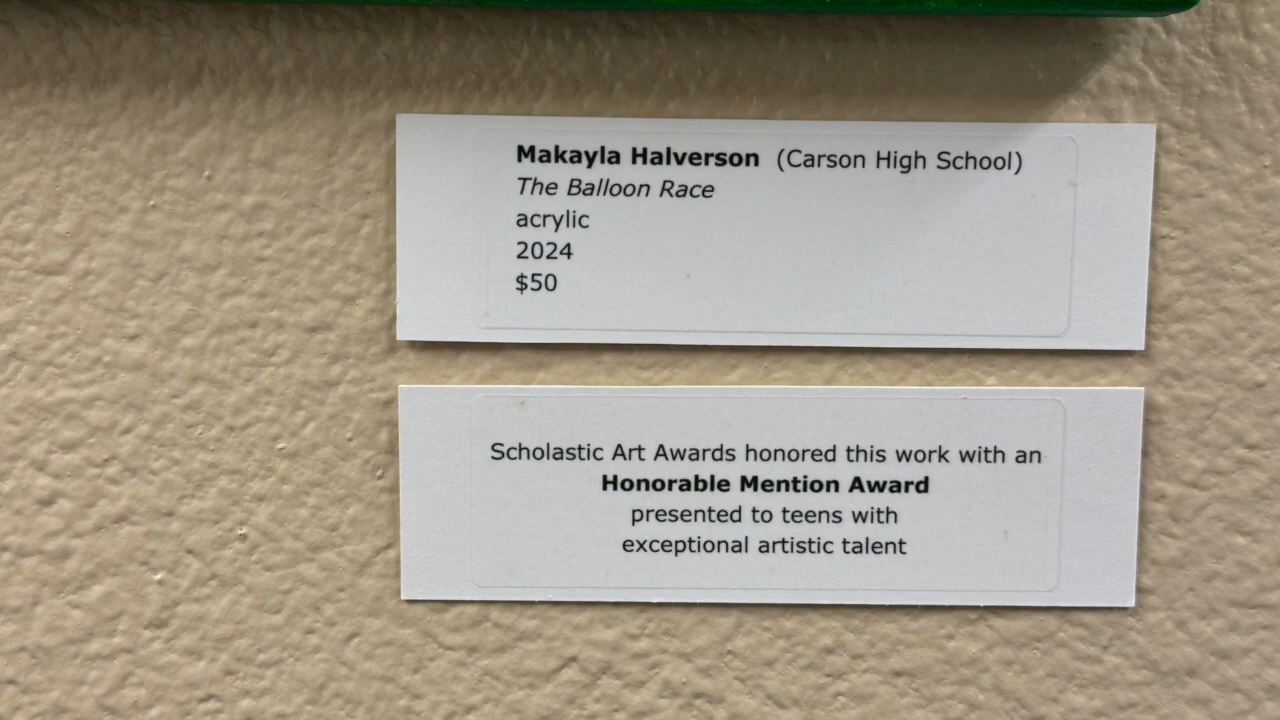 Makayla Halverson (Carson High School)
The Balloon Race
acrylic
2024
$50
Scholastic Art Awards honored this work with an
Honorable Mention Award
presented to teens with
exceptional artistic talent